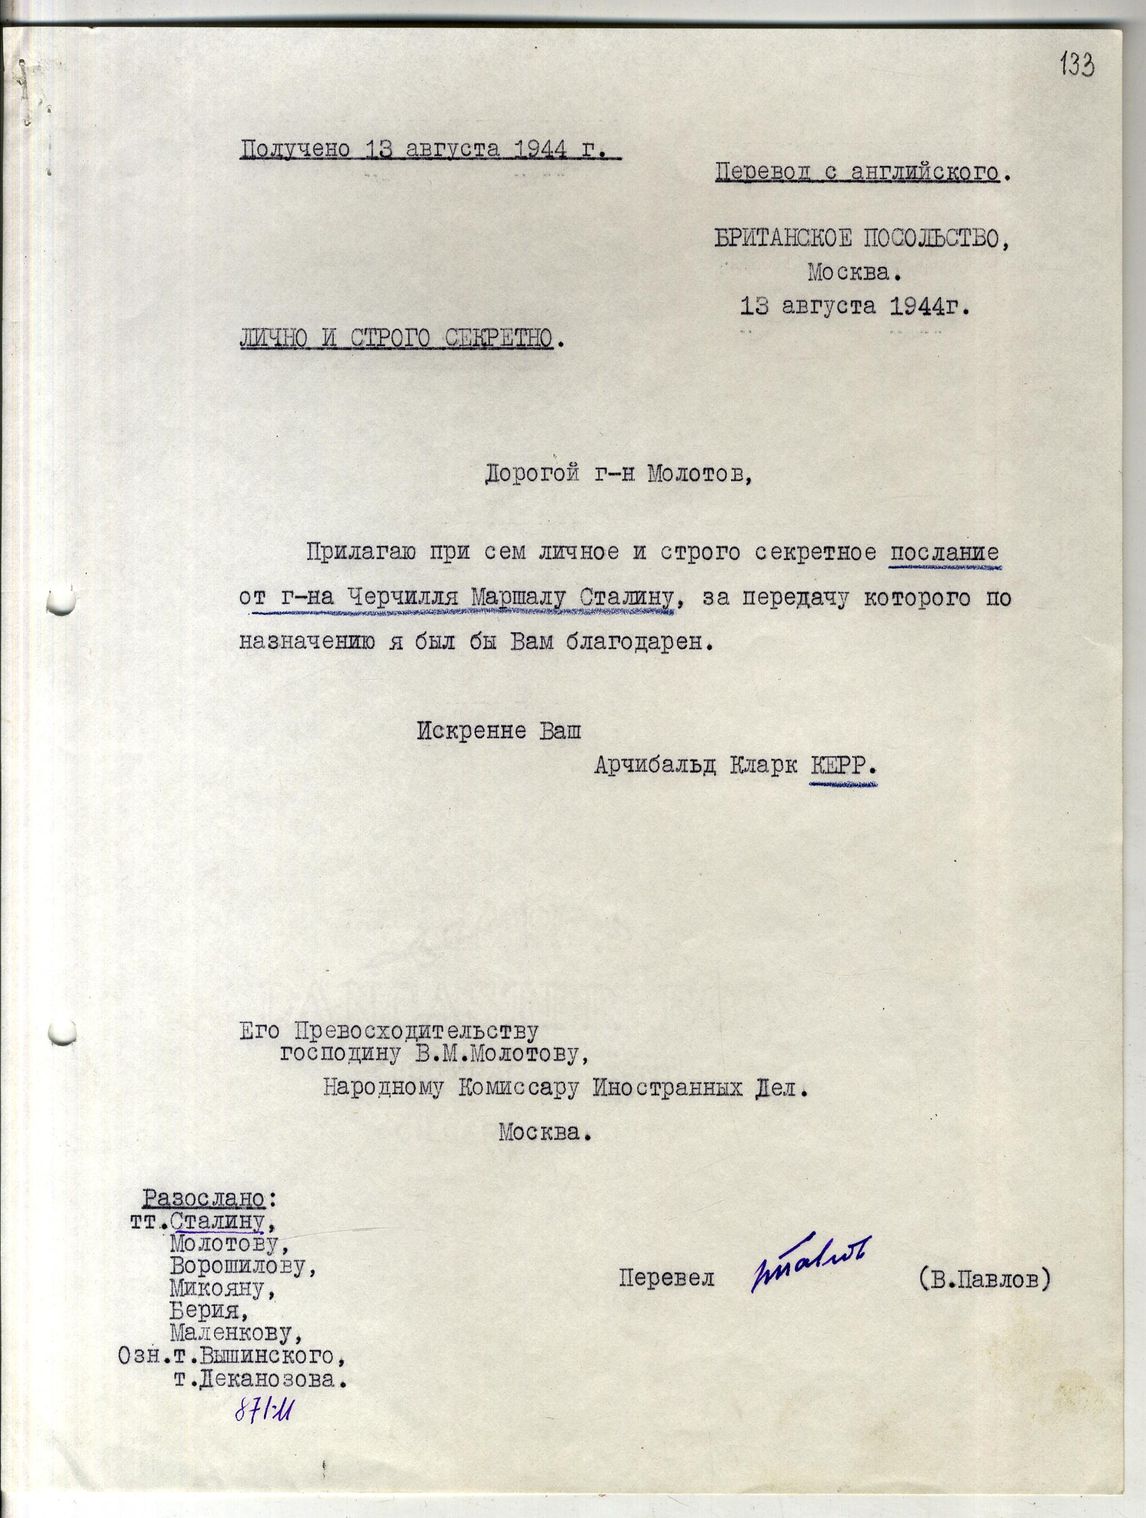 133
Получено 13 августа 1944 г.
Перевод с английского.
БРИТАНСКОЕ ПОСОЛЬСТВО,
Москва.
13 августа 1944г.
ЛИЧНО И СТРОГО СЕКРЕТНО.
Дорогой г-н Молотов,
Прилагаю при сем личное и строго секретное послание
от г-на Черчилля Маршалу Сталину, за передачу которого по
назначению я был бы Вам благодарен.
Искренне Ваш
Арчибальд Кларк КЕРР.
Его Превосходительству
господину В.М.Молотову,
Народному Комиссару Иностранных Дел.
Москва.
Разослано:
тт.Сталину,
Молотову,
Ворошилову,
Микояну,
Берия,
Маленкову,
Озн.т.Вышинского,
т.Деканозова.
Перевел (В.Павлов)